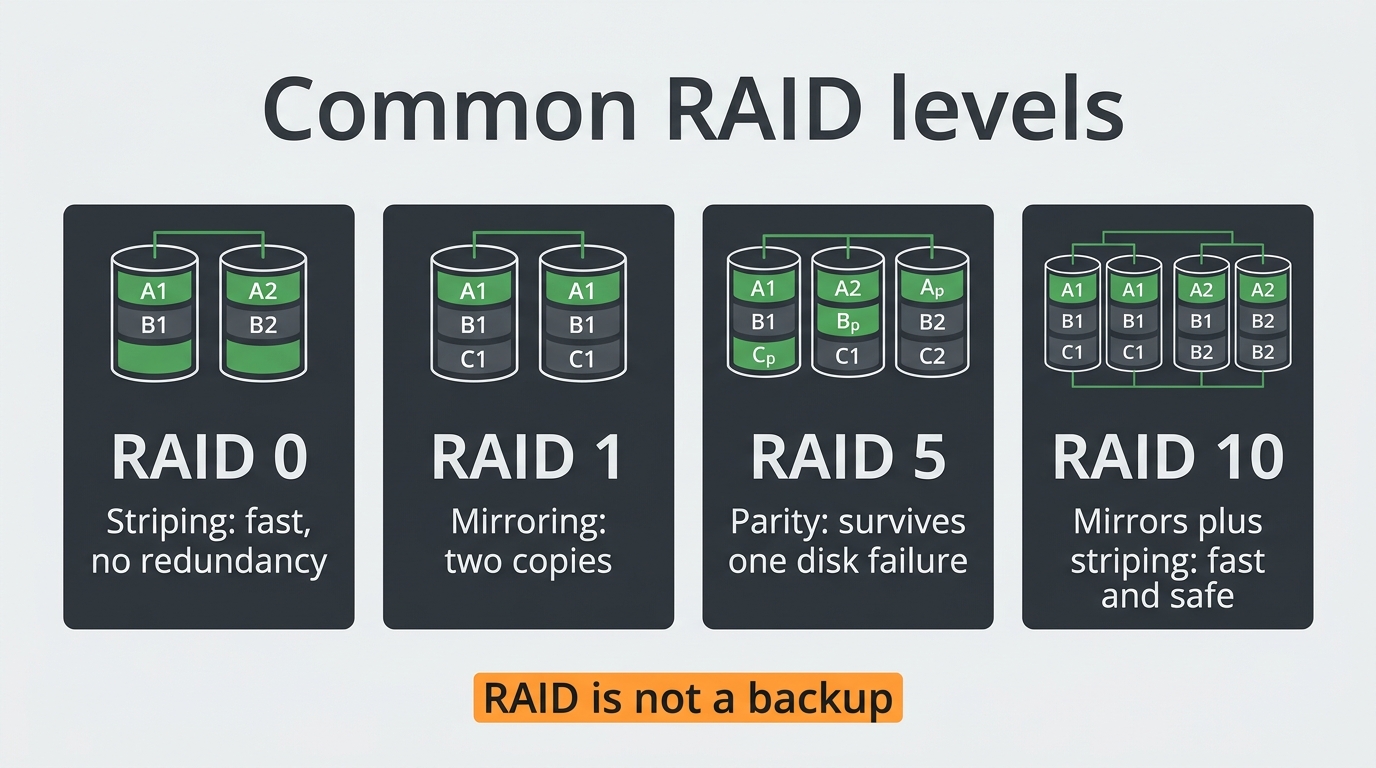 Common RAID levels
A1 A2
B1 B2
RAID 0
Striping: fast,
no redundancy
A1 A1
B1 B1
C1 C1
RAID 1
Mirroring:
two copies
A1 A2 Ap
B1 Bp B2
Cp C1 C2
RAID 5
Parity: survives
one disk failure
A1 A1 A2 A2
B1 B1 B1 B2
C1 C1 B2 B2
RAID 10
Mirrors plus
striping: fast
and safe
RAID is not a backup